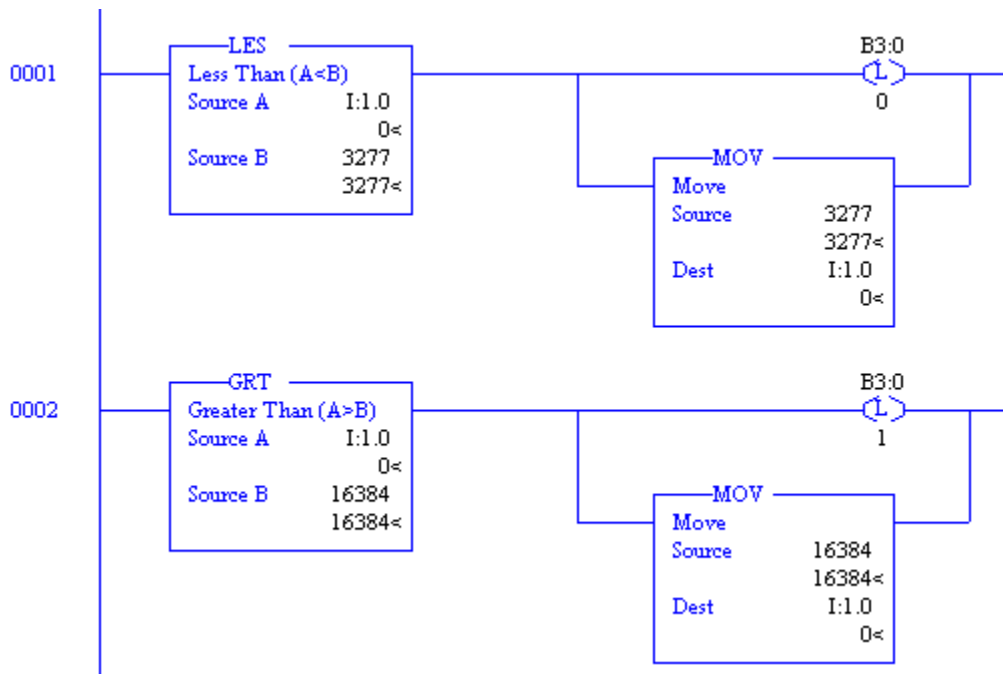 LES
0001
Less Than (A<B)
Source A I:1.0
0<
Source B 3277
3277<
B3:0
L
0
MOV
Move
Source 3277
3277<
Dest I:1.0
0<
GRT
0002
Greater Than (A>B)
Source A I:1.0
0<
Source B 16384
16384<
B3:0
L
1
MOV
Move
Source 16384
16384<
Dest I:1.0
0<